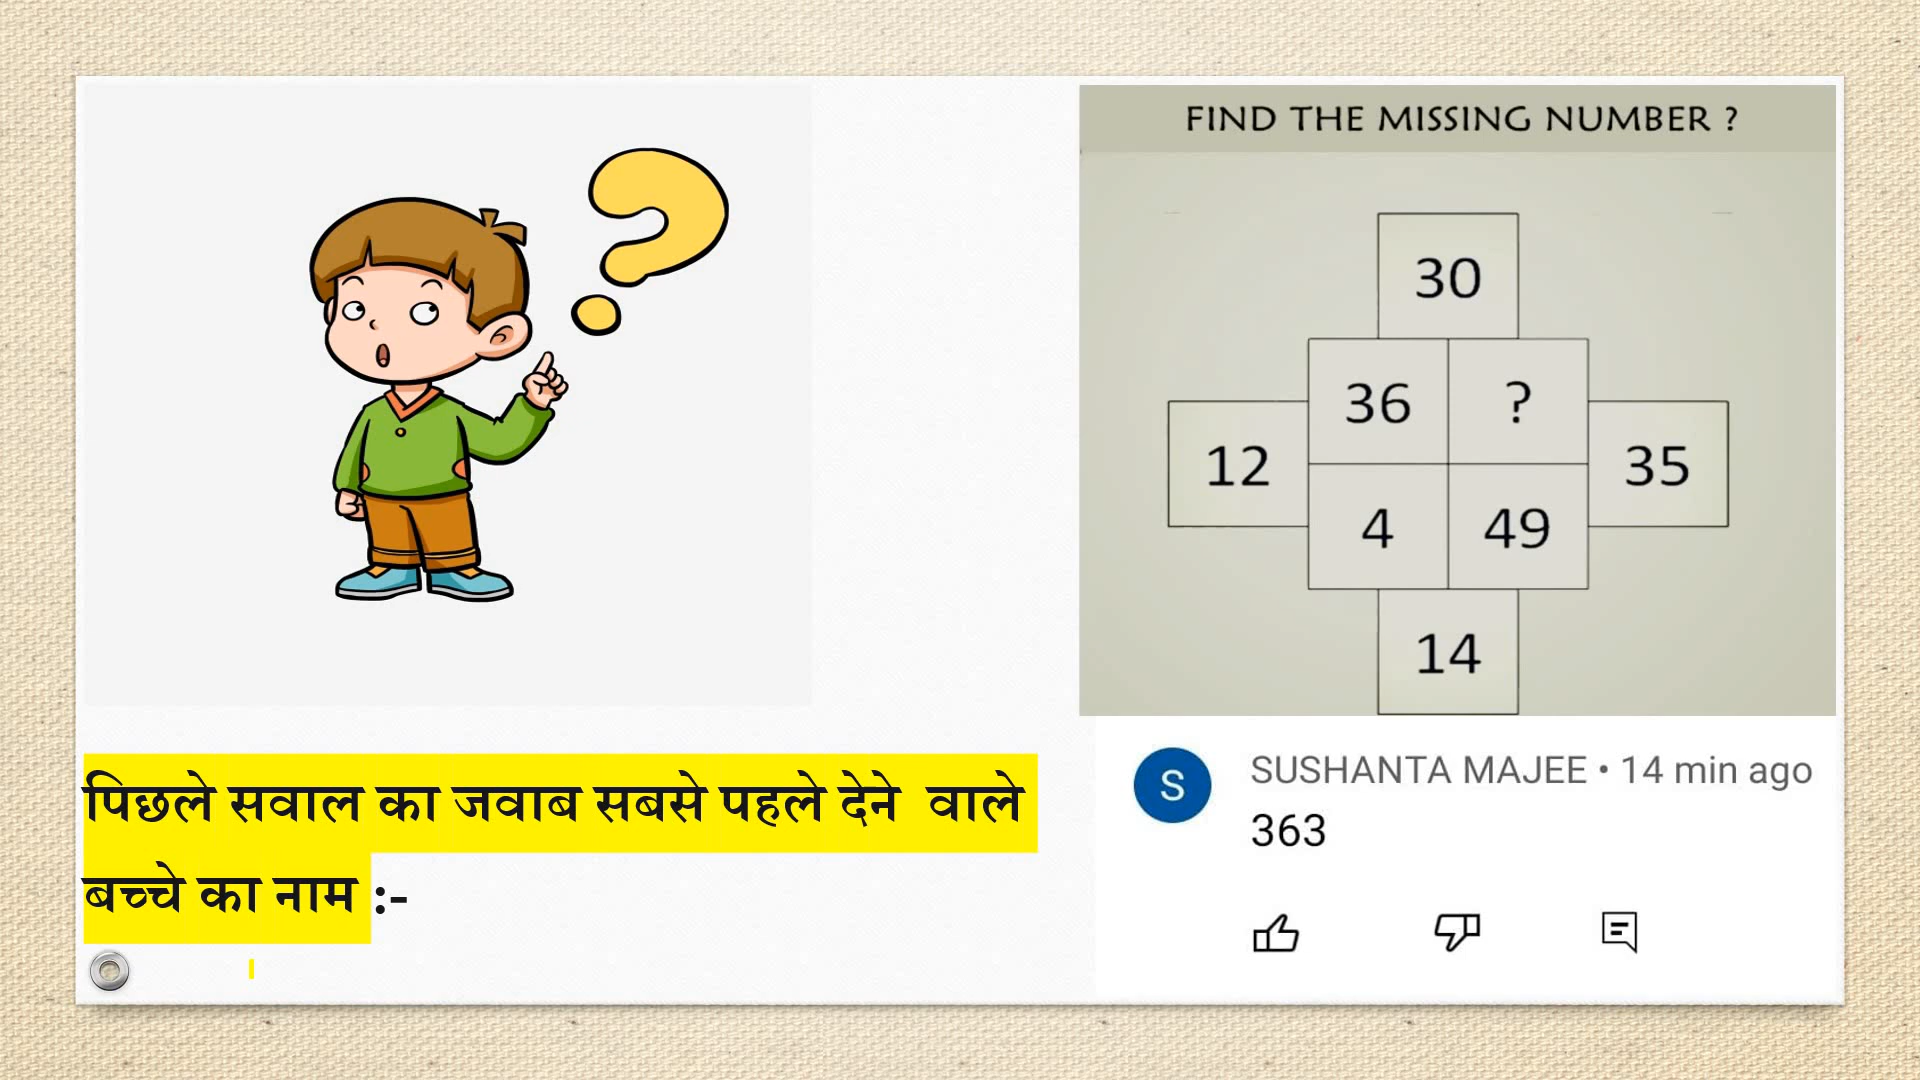 FIND THE MISSING NUMBER ?
30
36 ?
12 35
4 49
14
पिछले सवाल का जवाब सबसे पहले देने वाले
बच्चे का नाम :-
S SUSHANTA MAJEE • 14 min ago
363